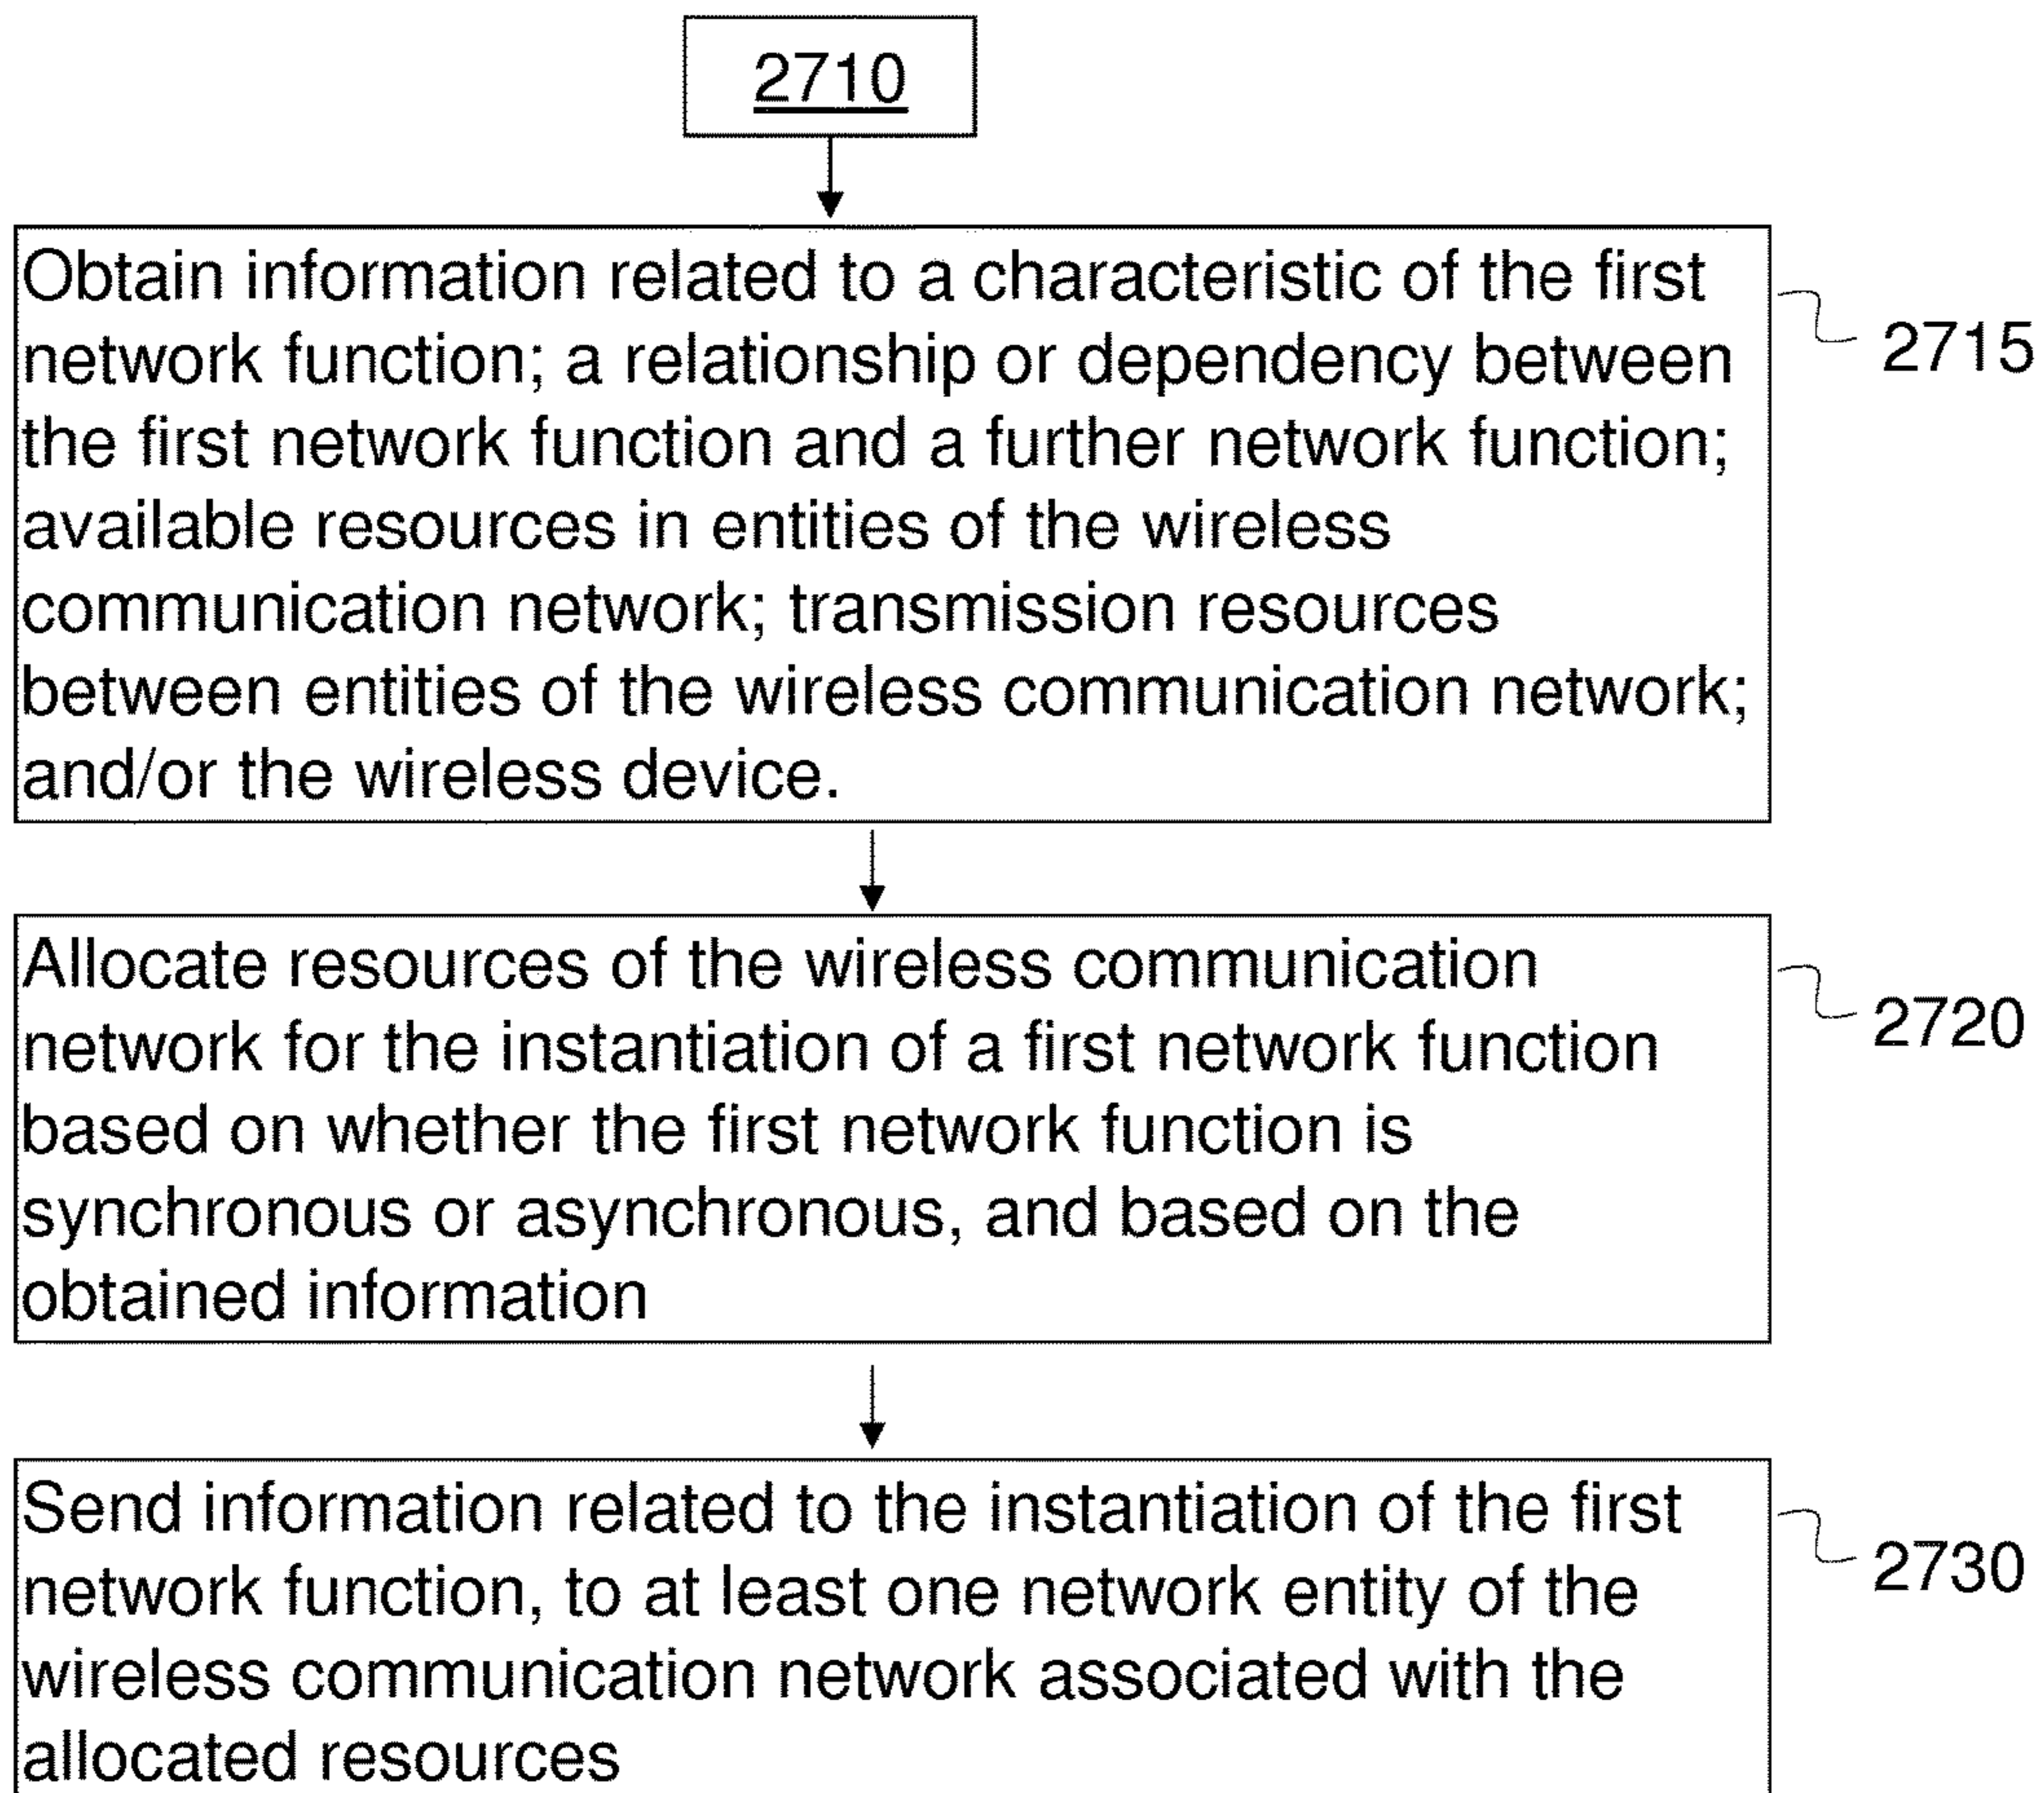 2710
Obtain information related to a characteristic of the first
network function; a relationship or dependency between
the first network function and a further network function;
available resources in entities of the wireless
communication network; transmission resources
between entities of the wireless communication network;
and/or the wireless device.
2715
Allocate resources of the wireless communication
network for the instantiation of a first network function
based on whether the first network function is
synchronous or asynchronous, and based on the
obtained information
2720
Send information related to the instantiation of the first
network function, to at least one network entity of the
wireless communication network associated with the
allocated resources
2730